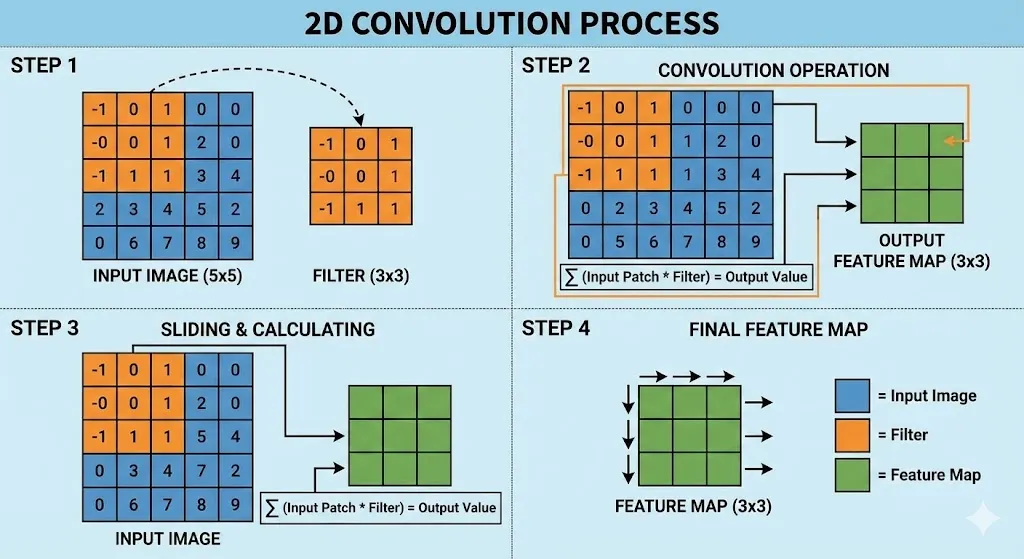 2D CONVOLUTION PROCESS
STEP 1
-1 0 1 0 0
-0 0 1 2 0
-1 1 1 3 4
2 3 4 5 2
0 6 7 8 9
INPUT IMAGE (5x5)
-1 0 1
-0 0 1
-1 1 1
FILTER (3x3)
STEP 2
CONVOLUTION OPERATION
-1 0 1 0 0 0
-0 0 1 1 2 0
-1 1 1 1 3 4
0 2 3 4 5 2
0 5 6 7 8 9
∑ (Input Patch * Filter) = Output Value
OUTPUT
FEATURE MAP (3x3)
STEP 3
SLIDING & CALCULATING
-1 0 1 0 0
-0 0 1 2 0
-1 1 1 5 4
0 3 4 7 2
0 6 7 8 9
INPUT IMAGE
∑ (Input Patch * Filter) = Output Value
STEP 4
FINAL FEATURE MAP
FEATURE MAP (3x3)
= Input Image
= Filter
= Feature Map